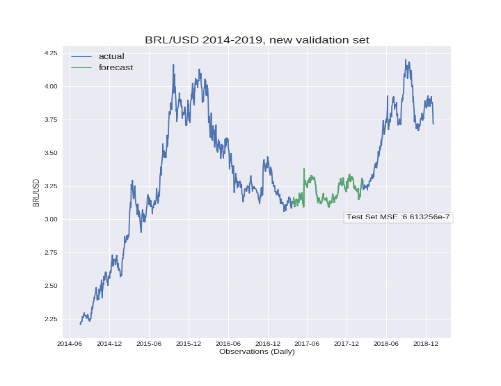 BRL/USD 2014-2019, new validation set
actual
forecast
4.25
4.00
3.75
3.50
3.25
3.00
2.75
2.50
2.25
BRL/USD
Test Set MSE 6.613256e-7
2014-06 2014-12 2015-06 2015-12 2016-06 2016-12 2017-06 2017-12 2018-06 2018-12
Observations (Daily)